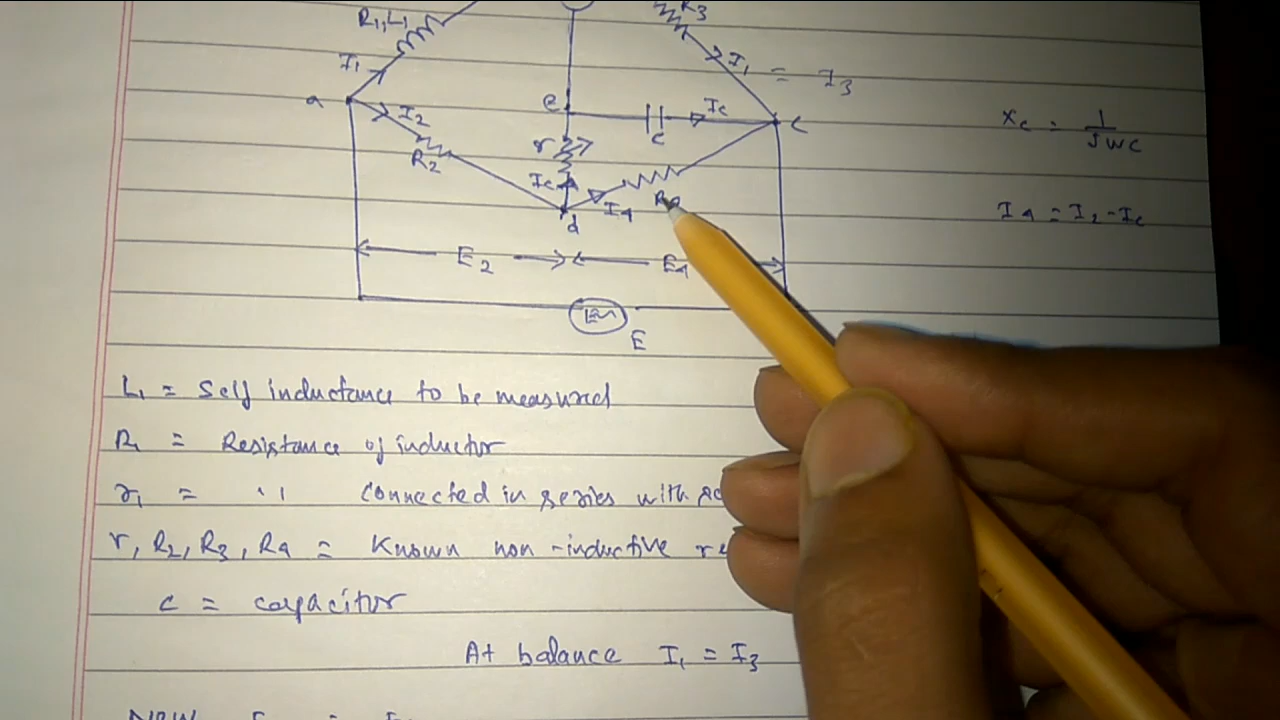 R1, L1
R3
I1
I1 = I3
a
I2
e
Ic
c
C
Xc = 1/JWC
R2
r
Ic
I4
R4
I4 = I2 - Ic
d
E2
E4
E
L1 = Self inductance to be measured
R1 = Resistance of inductor
r1 = '' connected in series with
r, R2, R3, R4 = Known non-inductive
c = capacitor
At balance I1 = I3